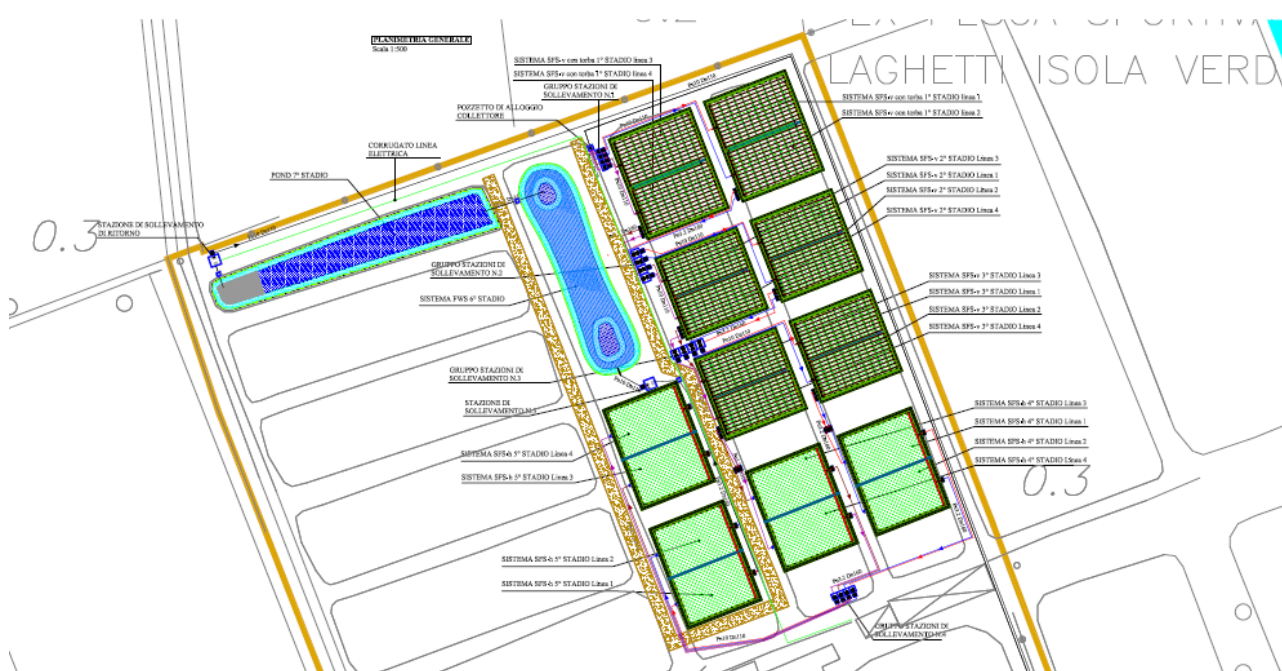 PLANIMETRIA GENERALE
Scala 1:500
LAGHETTI ISOLA VERD
SISTEMA SFS-v con torba 1° STADIO linea 3
SISTEMA SFS-v con torba 1° STADIO linea 4
GRUPPO STAZIONI DI
SOLLEVAMENTO N.1
POZZETTO DI ALLOGGIO
COLLETTORE
CORRUGATO LINEA
ELETTRICA
POND 7° STADIO
STAZIONE DI SOLLEVAMENTO
DI RITORNO
0.3
SISTEMA SFS-v con torba 1° STADIO linea 1
SISTEMA SFS-v con torba 1° STADIO linea 2
SISTEMA SFS-v 2° STADIO Linea 3
SISTEMA SFS-v 2° STADIO Linea 1
SISTEMA SFS-v 2° STADIO Linea 2
SISTEMA SFS-v 2° STADIO Linea 4
GRUPPO STAZIONI DI
SOLLEVAMENTO N.2
SISTEMA FWS 6° STADIO
SISTEMA SFS-v 3° STADIO Linea 3
SISTEMA SFS-v 3° STADIO Linea 1
SISTEMA SFS-v 3° STADIO Linea 2
SISTEMA SFS-v 3° STADIO Linea 4
GRUPPO STAZIONI DI
SOLLEVAMENTO N.3
STAZIONE DI
SOLLEVAMENTO N.5
SISTEMA SFS-h 4° STADIO Linea 3
SISTEMA SFS-h 4° STADIO Linea 1
SISTEMA SFS-h 4° STADIO Linea 2
SISTEMA SFS-h 4° STADIO Linea 4
0.3
SISTEMA SFS-h 5° STADIO Linea 4
SISTEMA SFS-h 5° STADIO Linea 3
SISTEMA SFS-h 5° STADIO Linea 2
SISTEMA SFS-h 5° STADIO Linea 1
GRUPPO STAZIONI DI
SOLLEVAMENTO N.4